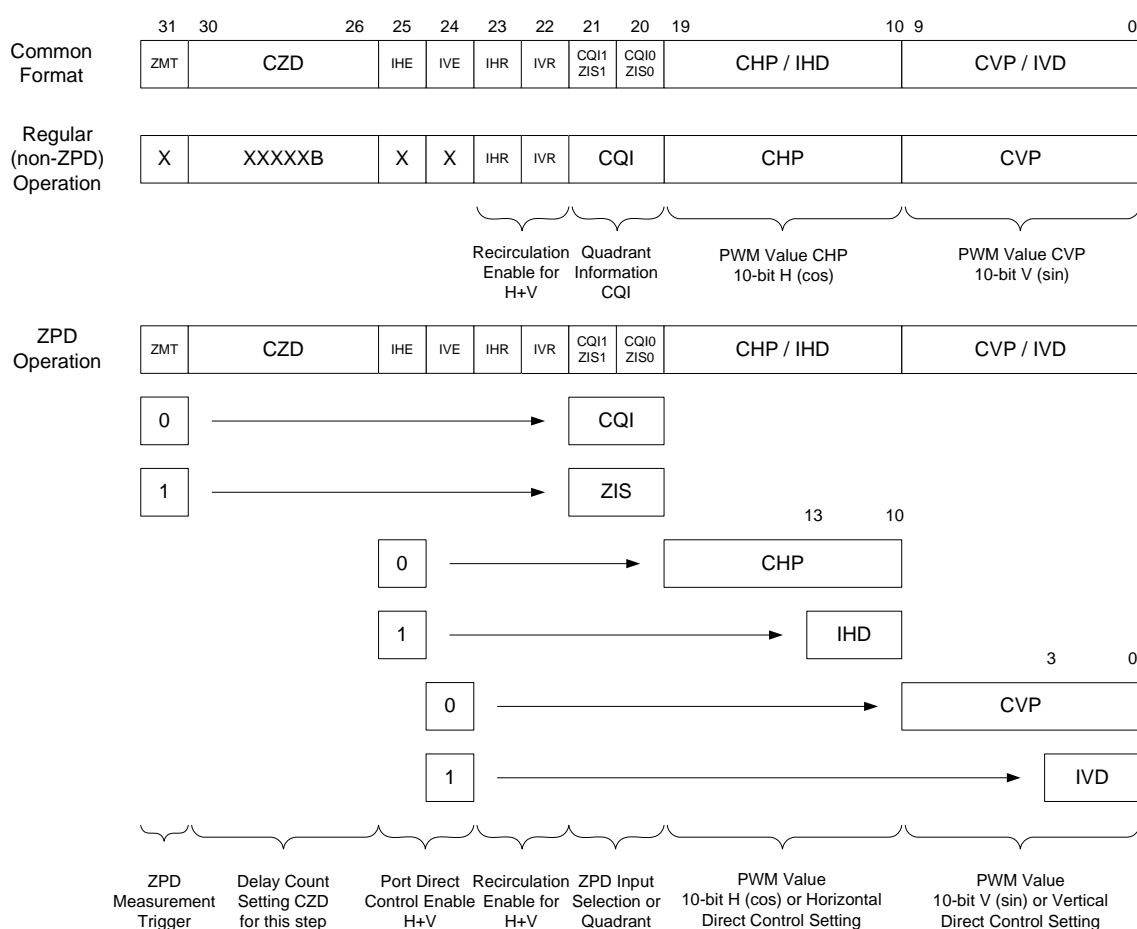 31 30 26 25 24 23 22 21 20 19 10 9 0
Common
Format
ZMT CZD IHE IVE IHR IVR CQI1 CQI0 CHP / IHD CVP / IVD
ZIS1 ZIS0
Regular
(non-ZPD)
Operation
X XXXXXB X X IHR IVR CQI CHP CVP
Recirculation
Enable for
H+V
Quadrant
Information
CQI
PWM Value CHP
10-bit H (cos)
PWM Value CVP
10-bit V (sin)
ZPD
Operation
ZMT CZD IHE IVE IHR IVR CQI1 CQI0 CHP / IHD CVP / IVD
ZIS1 ZIS0
0 CQI
1 ZIS
13 10
0 CHP
1 IHD
3 0
0 CVP
1 IVD
ZPD
Measurement
Trigger
Delay Count
Setting CZD
for this step
Port Direct
Control Enable
H+V
Recirculation
Enable for
H+V
ZPD Input
Selection or
Quadrant
PWM Value
10-bit H (cos) or Horizontal
Direct Control Setting
PWM Value
10-bit V (sin) or Vertical
Direct Control Setting